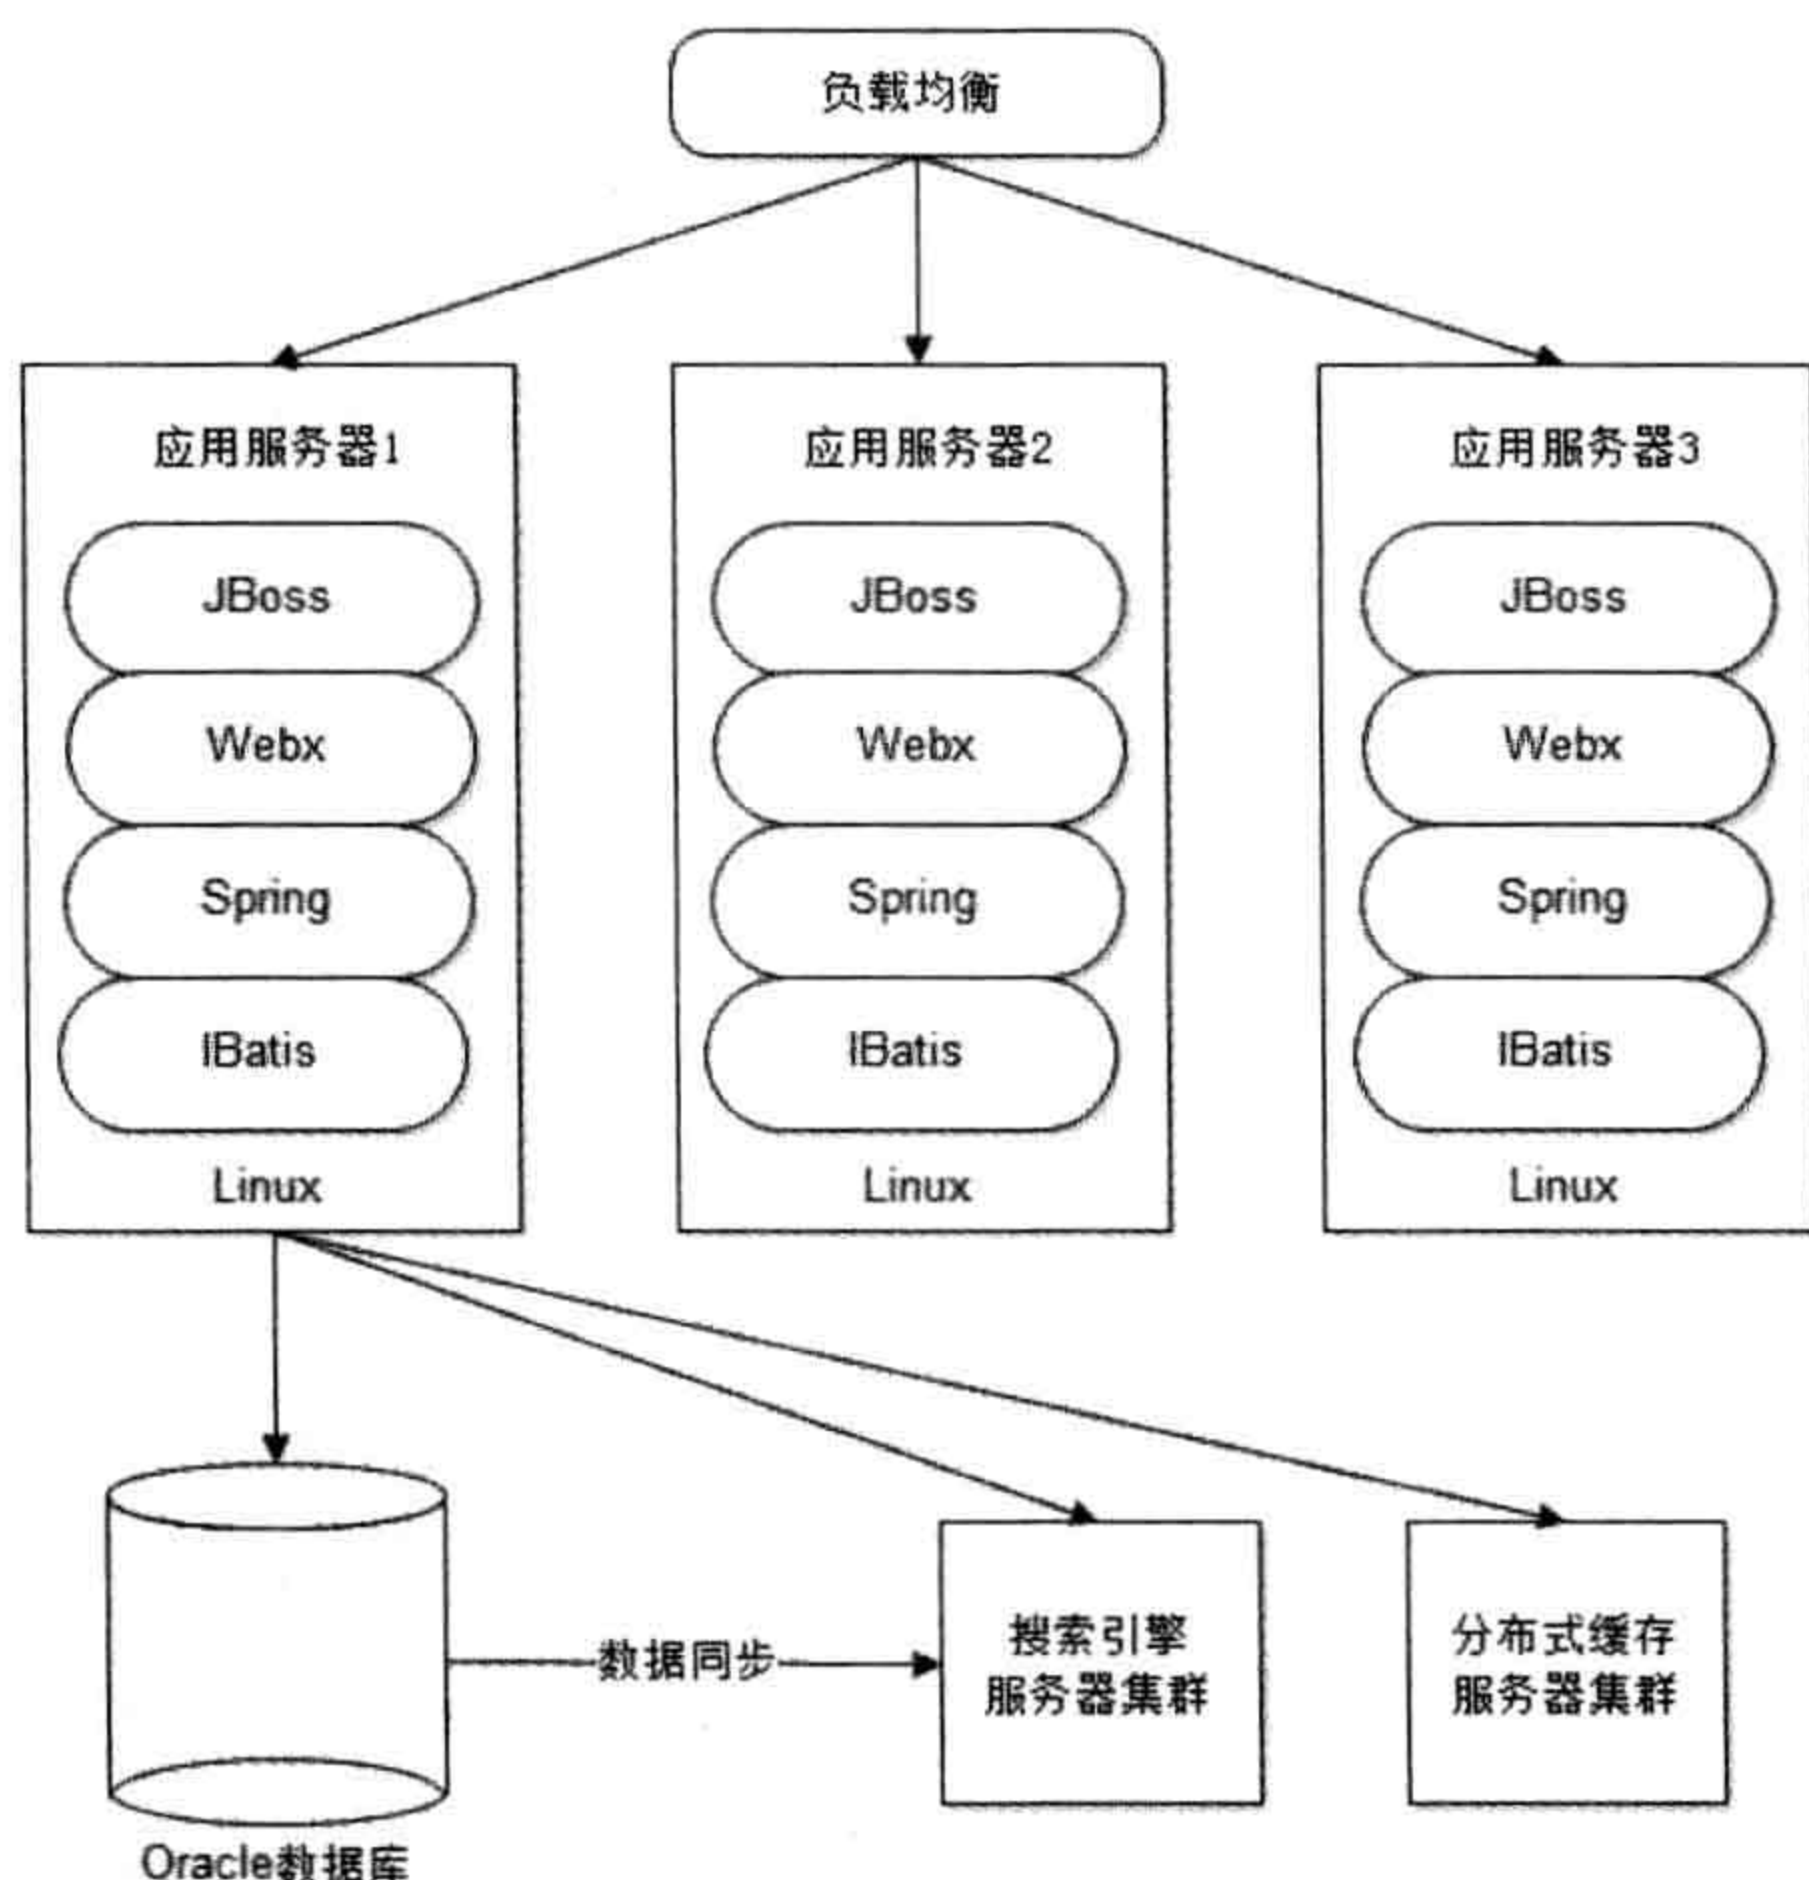 负载均衡
应用服务器1
JBoss
Webx
Spring
IBatis
Linux
应用服务器2
JBoss
Webx
Spring
IBatis
Linux
应用服务器3
JBoss
Webx
Spring
IBatis
Linux
数据同步
搜索引擎
服务器集群
分布式缓存
服务器集群
Oracle数据库